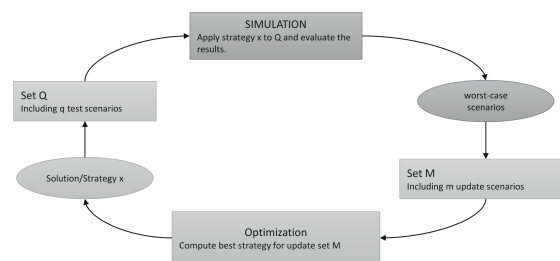 SIMULATION
Apply strategy x to Q and evaluate the
results.
Set Q
Including q test scenarios
worst-case
scenarios
Solution/Strategy x
Set M
Including m update scenarios
Optimization
Compute best strategy for update set M